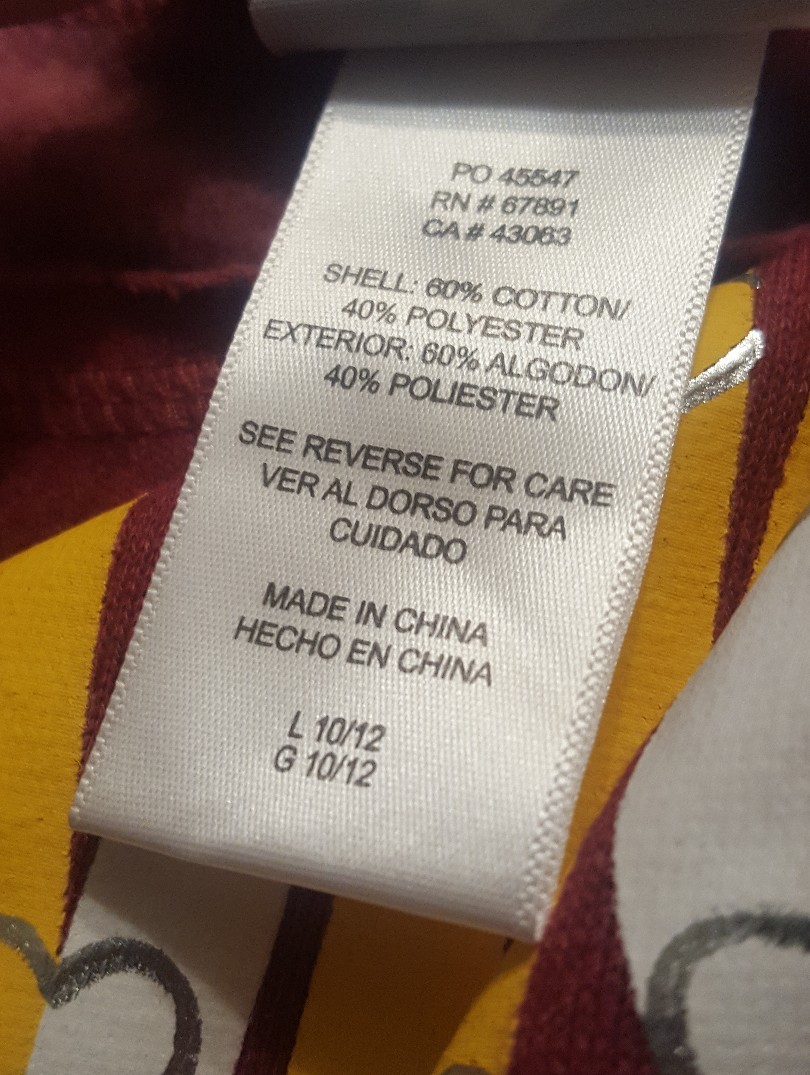 PO 45547
RN # 67891
CA # 43063
SHELL: 60% COTTON/
40% POLYESTER
EXTERIOR: 60% ALGODON/
40% POLIESTER
SEE REVERSE FOR CARE
VER AL DORSO PARA
CUIDADO
MADE IN CHINA
HECHO EN CHINA
L 10/12
G 10/12